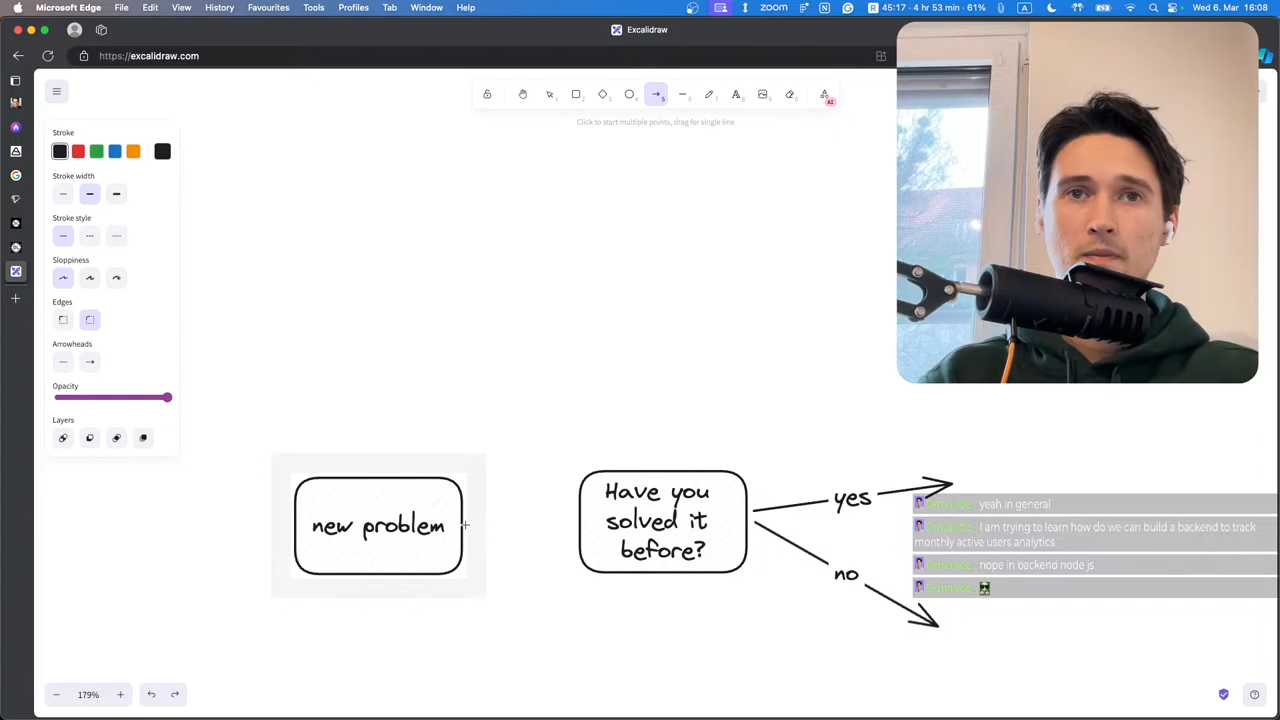 Microsoft Edge File Edit View History Favourites Tools Tab Window Help
ZOOM 45:17 - 4 hr 53 min - 61.0% Wed 6. Mar 16:08
Excalidraw
https://excalidraw.com
Click to start multiple points, drag for single line
Stroke
Stroke width
Stroke style
Sloppiness
Edges
Arrowheads
Opacity
Layers
AI
new problem
Have you
solved it
before?
yes
no
yeah in general
I am trying to learn how do we can build a backend to track
monthly active users analytics
nope in backend node js
179%